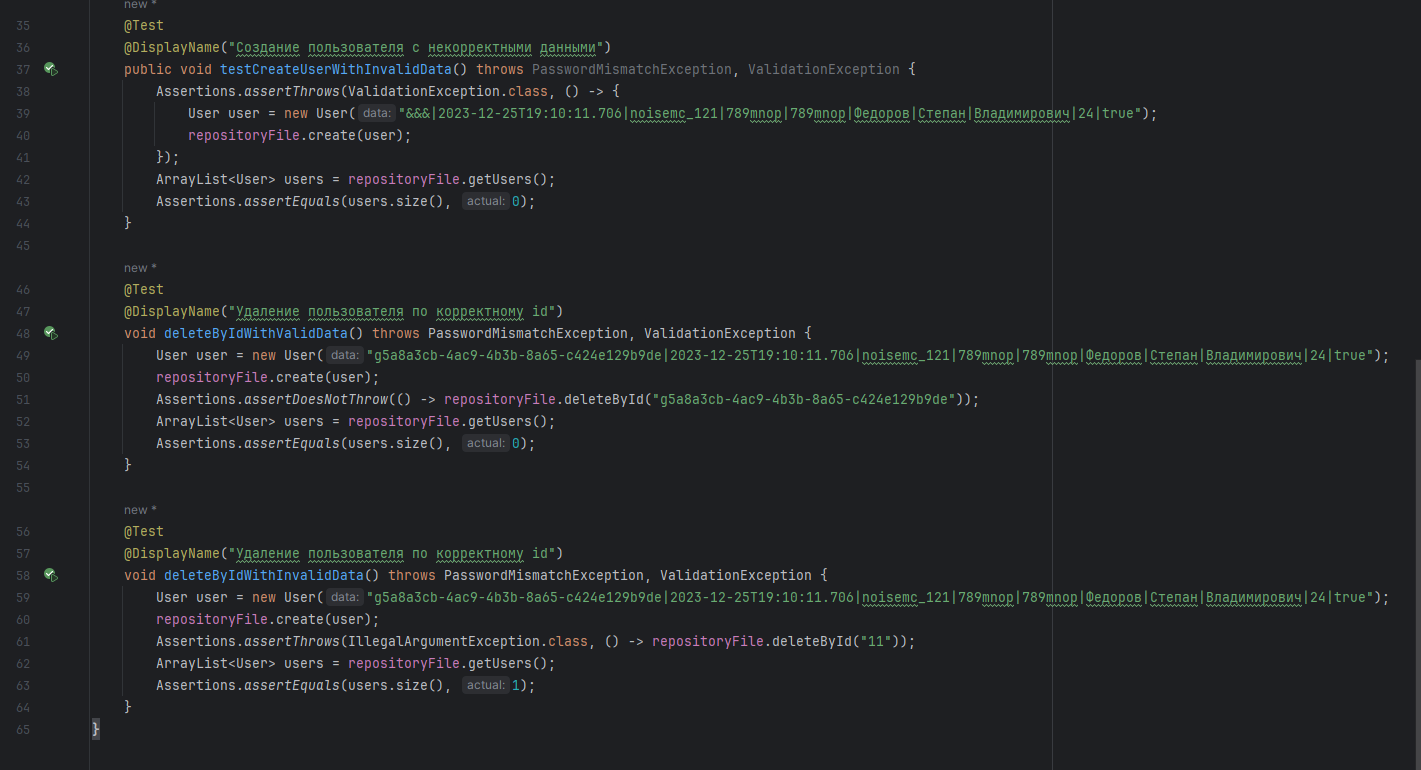 new *
35 @Test
36 @DisplayName("Создание пользователя с некорректными данными")
37 public void testCreateUserWithInvalidData() throws PasswordMismatchException, ValidationException {
38 Assertions.assertThrows(ValidationException.class, () -> {
39 User user = new User( data: "&&&|2023-12-25T19:10:11.706|noisemc_121|789mnop|789mnop|Федоров|Степан|Владимирович|24|true");
40 repositoryFile.create(user);
41 });
42 ArrayList<User> users = repositoryFile.getUsers();
43 Assertions.assertEquals(users.size(), actual: 0);
44 }
45
new *
46 @Test
47 @DisplayName("Удаление пользователя по корректному id")
48 void deleteByIdWithValidData() throws PasswordMismatchException, ValidationException {
49 User user = new User( data: "g5a8a3cb-4ac9-4b3b-8a65-c424e129b9de|2023-12-25T19:10:11.706|noisemc_121|789mnop|789mnop|Федоров|Степан|Владимирович|24|true");
50 repositoryFile.create(user);
51 Assertions.assertDoesNotThrow(() -> repositoryFile.deleteById("g5a8a3cb-4ac9-4b3b-8a65-c424e129b9de"));
52 ArrayList<User> users = repositoryFile.getUsers();
53 Assertions.assertEquals(users.size(), actual: 0);
54 }
55
new *
56 @Test
57 @DisplayName("Удаление пользователя по корректному id")
58 void deleteByIdWithInvalidData() throws PasswordMismatchException, ValidationException {
59 User user = new User( data: "g5a8a3cb-4ac9-4b3b-8a65-c424e129b9de|2023-12-25T19:10:11.706|noisemc_121|789mnop|789mnop|Федоров|Степан|Владимирович|24|true");
60 repositoryFile.create(user);
61 Assertions.assertThrows(IllegalArgumentException.class, () -> repositoryFile.deleteById("11"));
62 ArrayList<User> users = repositoryFile.getUsers();
63 Assertions.assertEquals(users.size(), actual: 1);
64 }
65 }